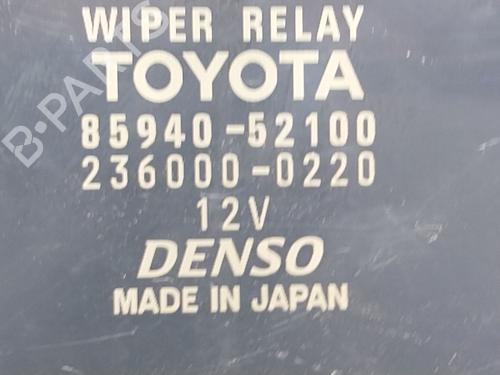 WIPER RELAY
TOYOTA
85940-52100
236000-0220
12V
DENSO
MADE IN JAPAN
B-PARTS